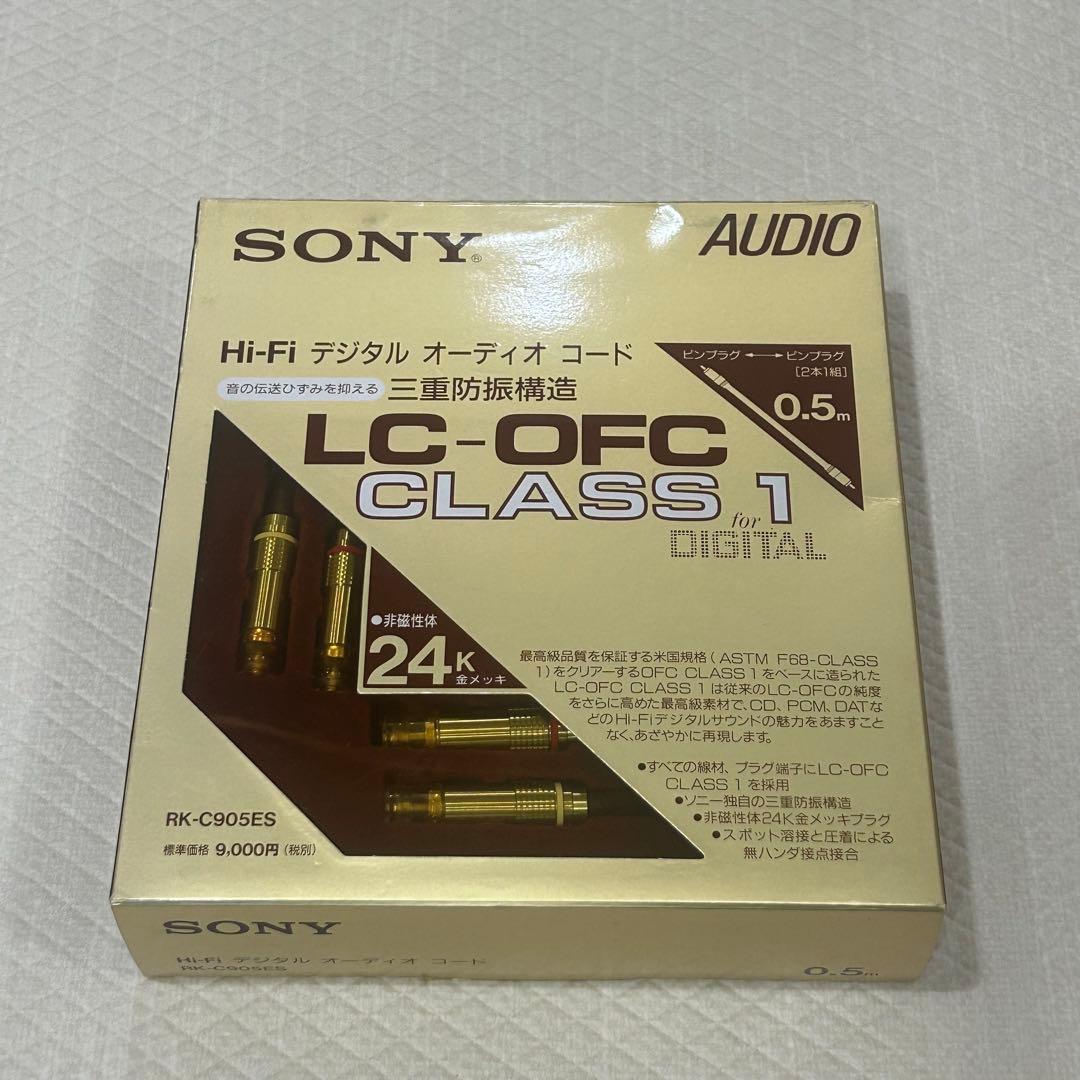 SONY®
AUDIO
Hi-Fi デジタル オーディオ コード
音の伝送ひずみを抑える 三重防振構造
ピンプラグ ←→ ピンプラグ
[2本1組]
0.5m
LC-OFC
CLASS 1
for
DIGITAL
●非磁性体
24K
金メッキ
最高級品質を保証する米国規格(ASTM F68-CLASS
1)をクリアーするOFC CLASS 1をベースに造られた
LC-OFC CLASS 1は従来のLC-OFCの純度
をさらに高めた最高級素材で、CD、PCM、DATな
どのHi-Fiデジタルサウンドの魅力をあますこと
なく、あざやかに再現します。
●すべての線材、プラグ端子にLC-OFC
CLASS 1を採用
●ソニー独自の三重防振構造
●非磁性体24K金メッキプラグ
●スポット溶接と圧着による
無ハンダ接点接合
RK-C905ES
標準価格 9,000円(税別)
SONY
Hi-Fi デジタル オーディオ コード
RK-C905ES
0.5m